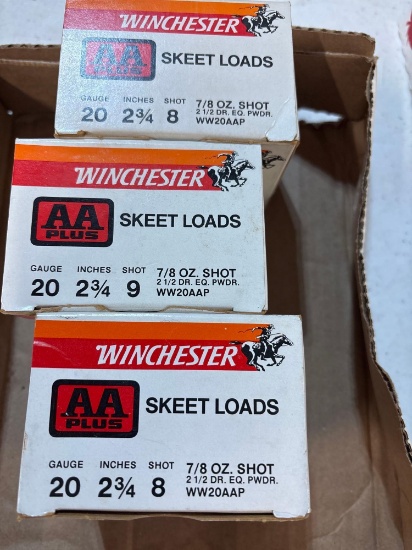 WINCHESTER
AA
PLUS
SKEET LOADS
GAUGE INCHES SHOT
20 2¾ 8
7/8 OZ. SHOT
2 1/2 DR. EQ. PWDR.
WW20AAP
WINCHESTER
AA
PLUS
SKEET LOADS
GAUGE INCHES SHOT
20 2¾ 9
7/8 OZ. SHOT
2 1/2 DR. EQ. PWDR.
WW20AAP
WINCHESTER
AA
PLUS
SKEET LOADS
GAUGE INCHES SHOT
20 2¾ 8
7/8 OZ. SHOT
2 1/2 DR. EQ. PWDR.
WW20AAP